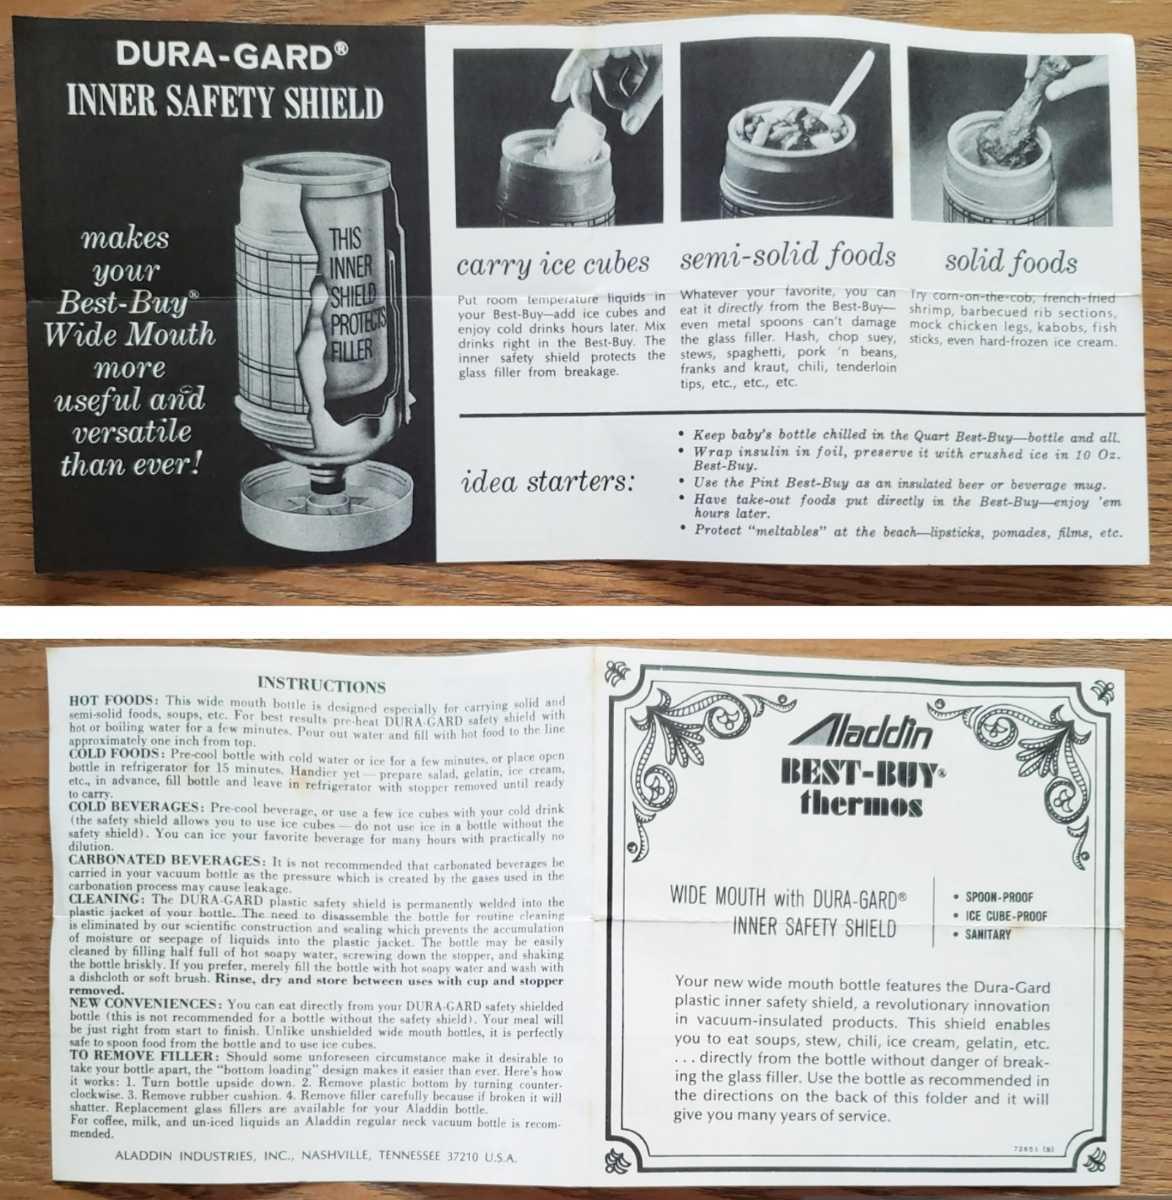 DURA-GARD®
INNER SAFETY SHIELD
makes
your
Best-Buy®
Wide Mouth
more
useful and
versatile
than ever!
THIS
INNER
SHIELD
PROTECTS
FILLER
carry ice cubes
Put room temperature liquids in
your Best-Buy—add ice cubes and
enjoy cold drinks hours later. Mix
drinks right in the Best-Buy. The
inner safety shield protects the
glass filler from breakage.
semi-solid foods
Whatever your favorite, you can
eat it directly from the Best-Buy—
even metal spoons can't damage
the glass filler. Hash, chop suey,
stews, spaghetti, pork 'n beans,
franks and kraut, chili, tenderloin
tips, etc., etc., etc.
solid foods
Try corn-on-the-cob, french-fried
shrimp, barbecued rib sections,
mock chicken legs, kabobs, fish
sticks, even hard-frozen ice cream.
idea starters:
• Keep baby's bottle chilled in the Quart Best-Buy—bottle and all.
• Wrap insulin in foil, preserve it with crushed ice in 10 Oz.
Best-Buy.
• Use the Pint Best-Buy as an insulated beer or beverage mug.
• Have take-out foods put directly in the Best-Buy—enjoy 'em
hours later.
• Protect "meltables" at the beach—lipsticks, pomades, films, etc.
INSTRUCTIONS
HOT FOODS: This wide mouth bottle is designed especially for carrying solid and
semi-solid foods, soups, etc. For best results pre-heat DURA-GARD safety shield with
hot or boiling water for a few minutes. Pour out water and fill with hot food to the line
approximately one inch from top.
COLD FOODS: Pre-cool bottle with cold water or ice for a few minutes, or place open
bottle in refrigerator for 15 minutes. Handier yet — prepare salad, gelatin, ice cream,
etc., in advance, fill bottle and leave in refrigerator with stopper removed until ready
to carry.
COLD BEVERAGES: Pre-cool beverage, or use a few ice cubes with your cold drink
(the safety shield allows you to use ice cubes — do not use ice in a bottle without the
safety shield). You can ice your favorite beverage for many hours with practically no
dilution.
CARBONATED BEVERAGES: It is not recommended that carbonated beverages be
carried in your vacuum bottle as the pressure which is created by the gases used in the
carbonation process may cause leakage.
CLEANING: The DURA-GARD plastic safety shield is permanently welded into the
plastic jacket of your bottle. The need to disassemble the bottle for routine cleaning
is eliminated by our scientific construction and sealing which prevents the accumulation
of moisture or seepage of liquids into the plastic jacket. The bottle may be easily
cleaned by filling half full of hot soapy water, screwing down the stopper, and shaking
the bottle briskly. If you prefer, merely fill the bottle with hot soapy water and wash with
a dishcloth or soft brush. Rinse, dry and store between uses with cup and stopper
removed.
NEW CONVENIENCES: You can eat directly from your DURA-GARD safety shielded
bottle (this is not recommended for a bottle without the safety shield). Your meal will
be just right from start to finish. Unlike unshielded wide mouth bottles, it is perfectly
safe to spoon food from the bottle and to use ice cubes.
TO REMOVE FILLER: Should some unforeseen circumstance make it desirable to
take your bottle apart, the "bottom loading" design makes it easier than ever. Here's how
it works: 1. Turn bottle upside down. 2. Remove plastic bottom by turning counter-
clockwise. 3. Remove rubber cushion. 4. Remove filler carefully because if broken it will
shatter. Replacement glass fillers are available for your Aladdin bottle.
For coffee, milk, and un-iced liquids an Aladdin regular neck vacuum bottle is recom-
mended.
ALADDIN INDUSTRIES, INC., NASHVILLE, TENNESSEE 37210 U.S.A.
Aladdin
BEST-BUY®
thermos
WIDE MOUTH with DURA-GARD®
INNER SAFETY SHIELD
• SPOON-PROOF
• ICE CUBE-PROOF
• SANITARY
Your new wide mouth bottle features the Dura-Gard
plastic inner safety shield, a revolutionary innovation
in vacuum-insulated products. This shield enables
you to eat soups, stew, chili, ice cream, gelatin, etc.
. . . directly from the bottle without danger of break-
ing the glass filler. Use the bottle as recommended in
the directions on the back of this folder and it will
give you many years of service.